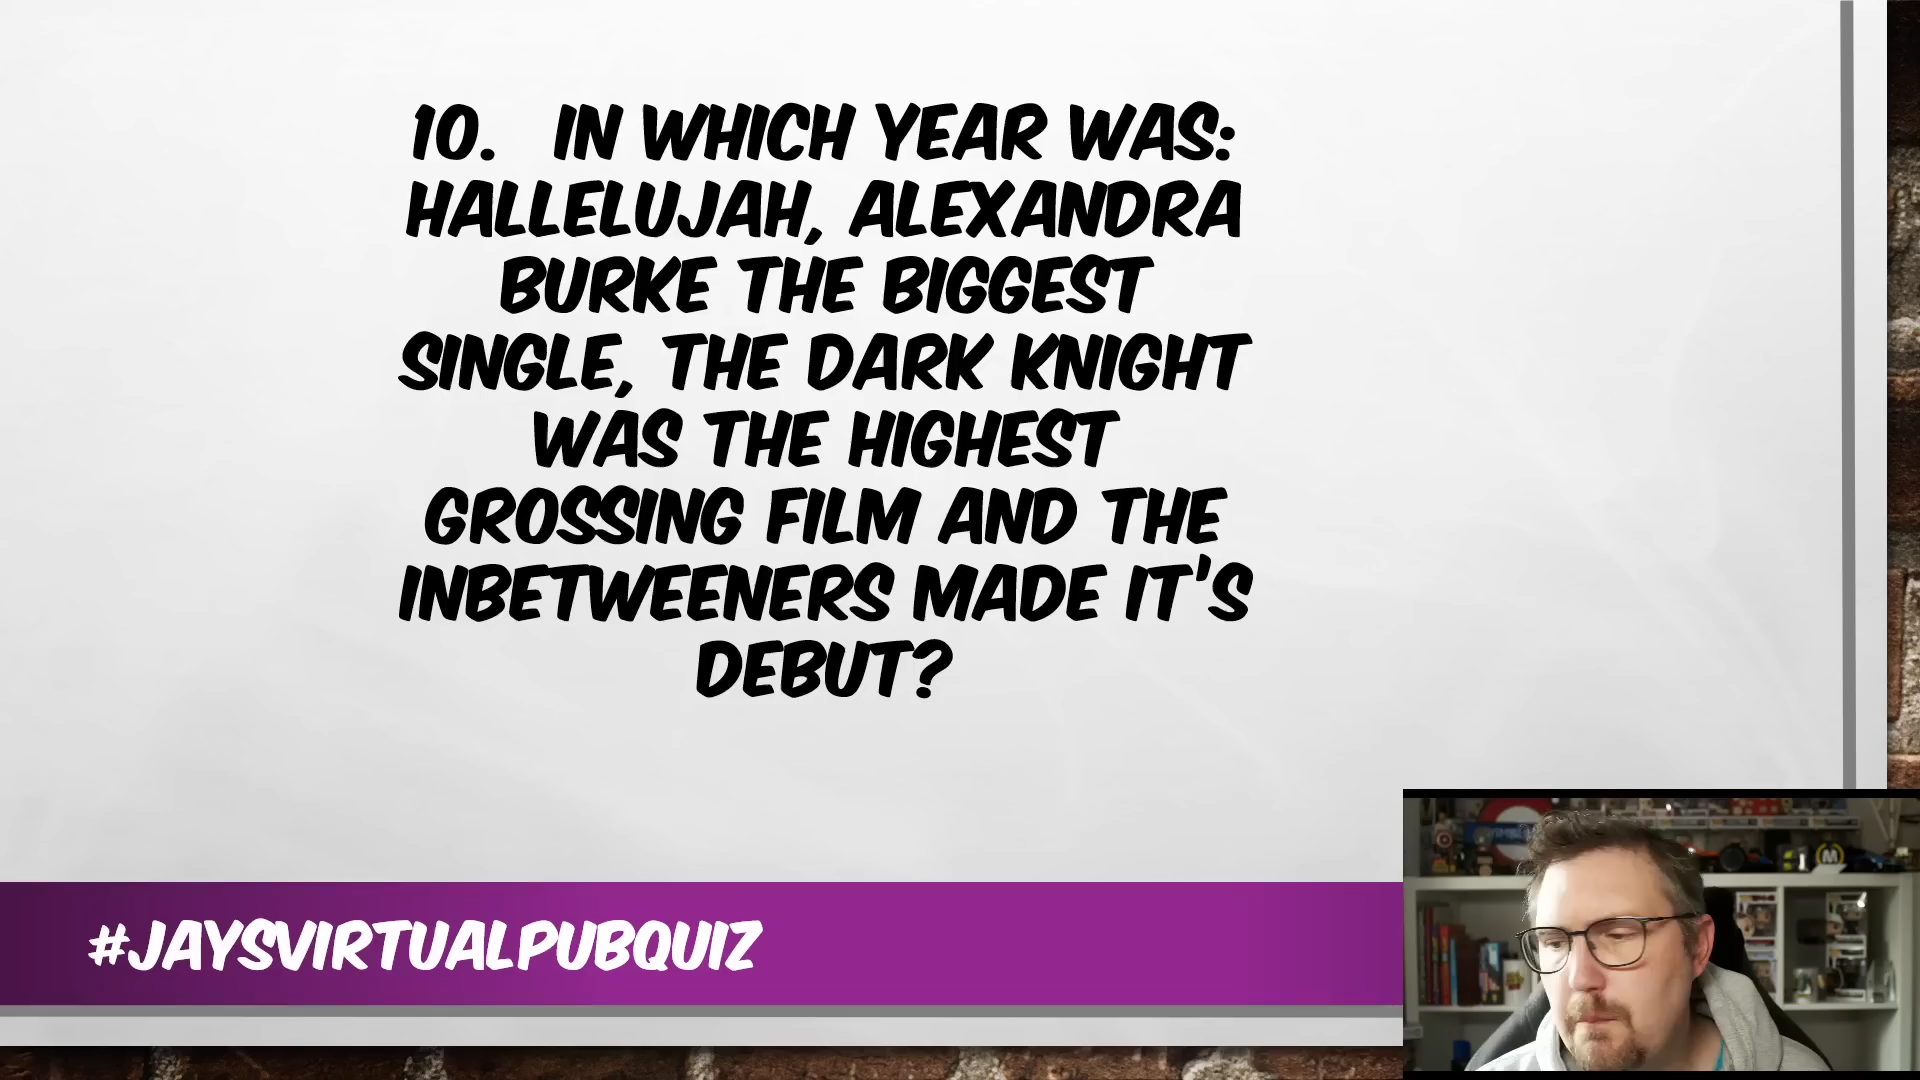 10. IN WHICH YEAR WAS:
HALLELUJAH, ALEXANDRA
BURKE THE BIGGEST
SINGLE, THE DARK KNIGHT
WAS THE HIGHEST
GROSSING FILM AND THE
INBETWEENERS MADE IT'S
DEBUT?
#JAYSVIRTUALPUBQUIZ